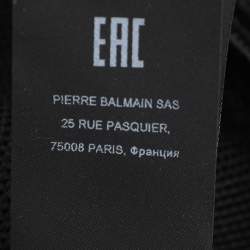 EAC
PIERRE BALMAIN SAS
25 RUE PASQUIER,
75008 PARIS, Франция